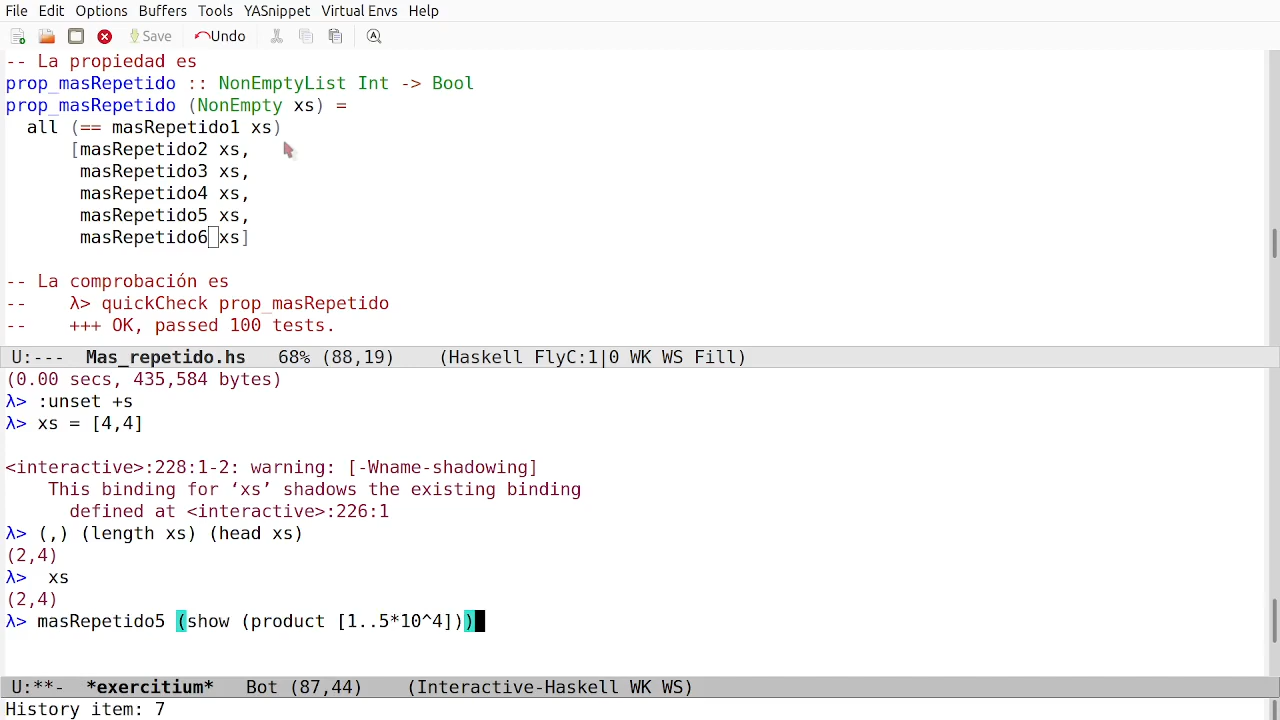 File Edit Options Buffers Tools YASnippet Virtual Envs Help
Save Undo
-- La propiedad es
prop_masRepetido :: NonEmptyList Int -> Bool
prop_masRepetido (NonEmpty xs) =
  all (== masRepetido1 xs)
      [masRepetido2 xs,
       masRepetido3 xs,
       masRepetido4 xs,
       masRepetido5 xs,
       masRepetido6 xs]
-- La comprobación es
--    λ> quickCheck prop_masRepetido
--    +++ OK, passed 100 tests.
U:---  Mas_repetido.hs   68% (88,19)    (Haskell FlyC:1|0 WK WS Fill)
(0.00 secs, 435,584 bytes)
λ> :unset +s
λ> xs = [4,4]
<interactive>:228:1-2: warning: [-Wname-shadowing]
    This binding for ‘xs’ shadows the existing binding
      defined at <interactive>:226:1
λ> (,) (length xs) (head xs)
(2,4)
λ>  xs
(2,4)
λ> masRepetido5 (show (product [1..5*10^4]))
U:**-  *exercitium*   Bot (87,44)    (Interactive-Haskell WK WS)
History item: 7